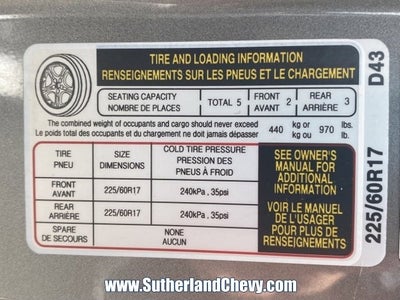 TIRE AND LOADING INFORMATION
RENSEIGNEMENTS SUR LES PNEUS ET LE CHARGEMENT
SEATING CAPACITY
NOMBRE DE PLACES
TOTAL 5
FRONT
AVANT 2
REAR
ARRIÈRE 3
The combined weight of occupants and cargo should never exceed
Le poids total des occupants et du chargement ne doit jamais dépasser
440 kg or 970 lbs.
kg ou lb.
TIRE
PNEU
SIZE
DIMENSIONS
COLD TIRE PRESSURE
PRESSION DES
PNEUS À FROID
FRONT
AVANT
225/60R17
240kPa , 35psi
REAR
ARRIÈRE
225/60R17
240kPa , 35psi
SPARE
DE SECOURS
NONE
AUCUN
SEE OWNER'S
MANUAL FOR
ADDITIONAL
INFORMATION
VOIR LE MANUEL
DE L'USAGER
POUR PLUS DE
RENSEIGNEMENTS
225/60R17 D43
www.SutherlandChevy.com